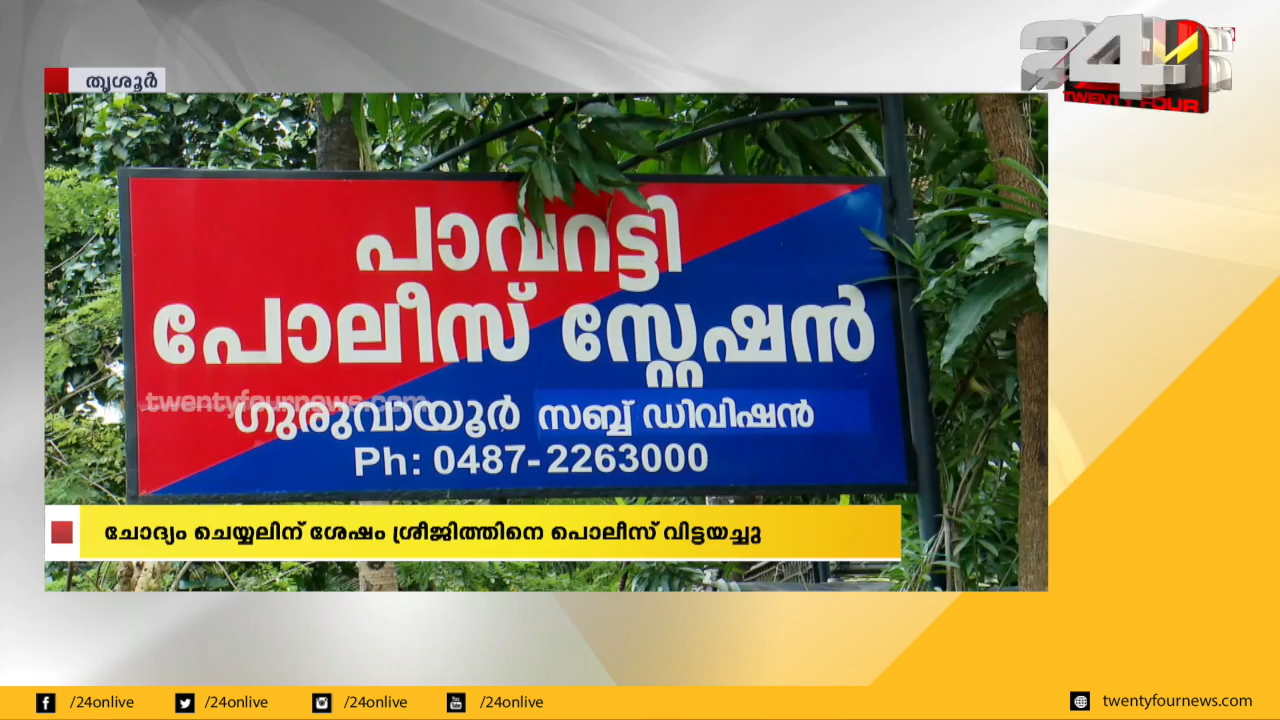 തൃശൂർ
24
TWENTY FOUR
പാവറട്ടി
പോലീസ് സ്റ്റേഷൻ
twentyfournews.com
ഗുരുവായൂർ സബ്ബ് ഡിവിഷൻ
Ph: 0487-2263000
ചോദ്യം ചെയ്യലിന് ശേഷം ശ്രീജിത്തിനെ പൊലീസ് വിട്ടയച്ചു
/24onlive /24onlive /24onlive /24onlive twentyfournews.com